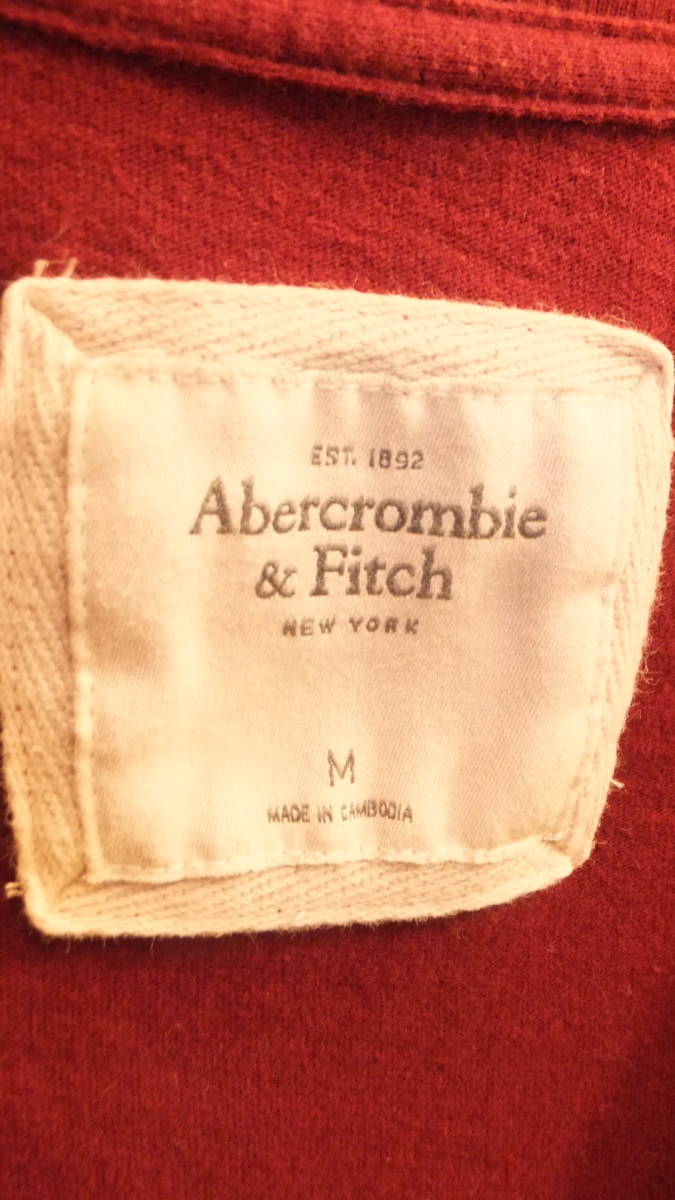 EST. 1892
Abercrombie
& Fitch
NEW YORK
M
MADE IN CAMBODIA